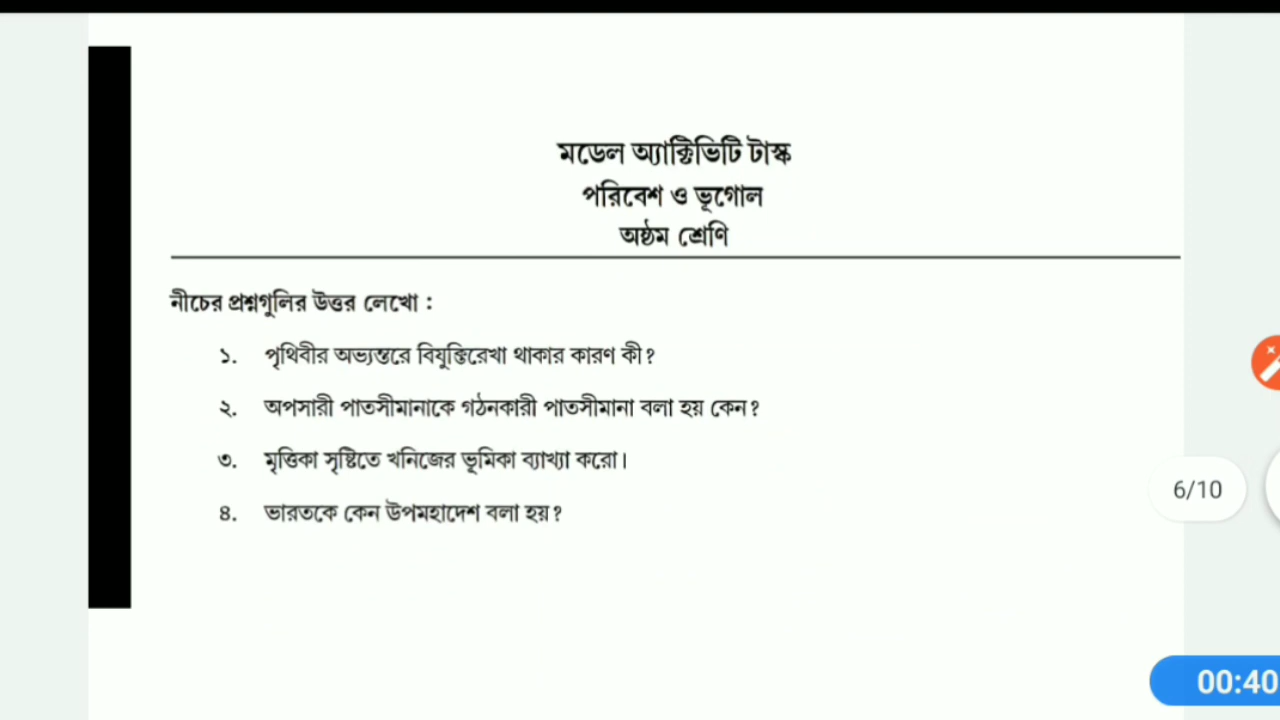 মডেল অ্যাক্টিভিটি টাস্ক
পরিবেশ ও ভূগোল
অষ্টম শ্রেণি
নীচের প্রশ্নগুলির উত্তর লেখো :
১. পৃথিবীর অভ্যন্তরে বিযুক্তিরেখা থাকার কারণ কী?
২. অপসারী পাতসীমানাকে গঠনকারী পাতসীমানা বলা হয় কেন?
৩. মৃত্তিকা সৃষ্টিতে খনিজের ভূমিকা ব্যাখ্যা করো।
৪. ভারতকে কেন উপমহাদেশ বলা হয়?
6/10
00:40